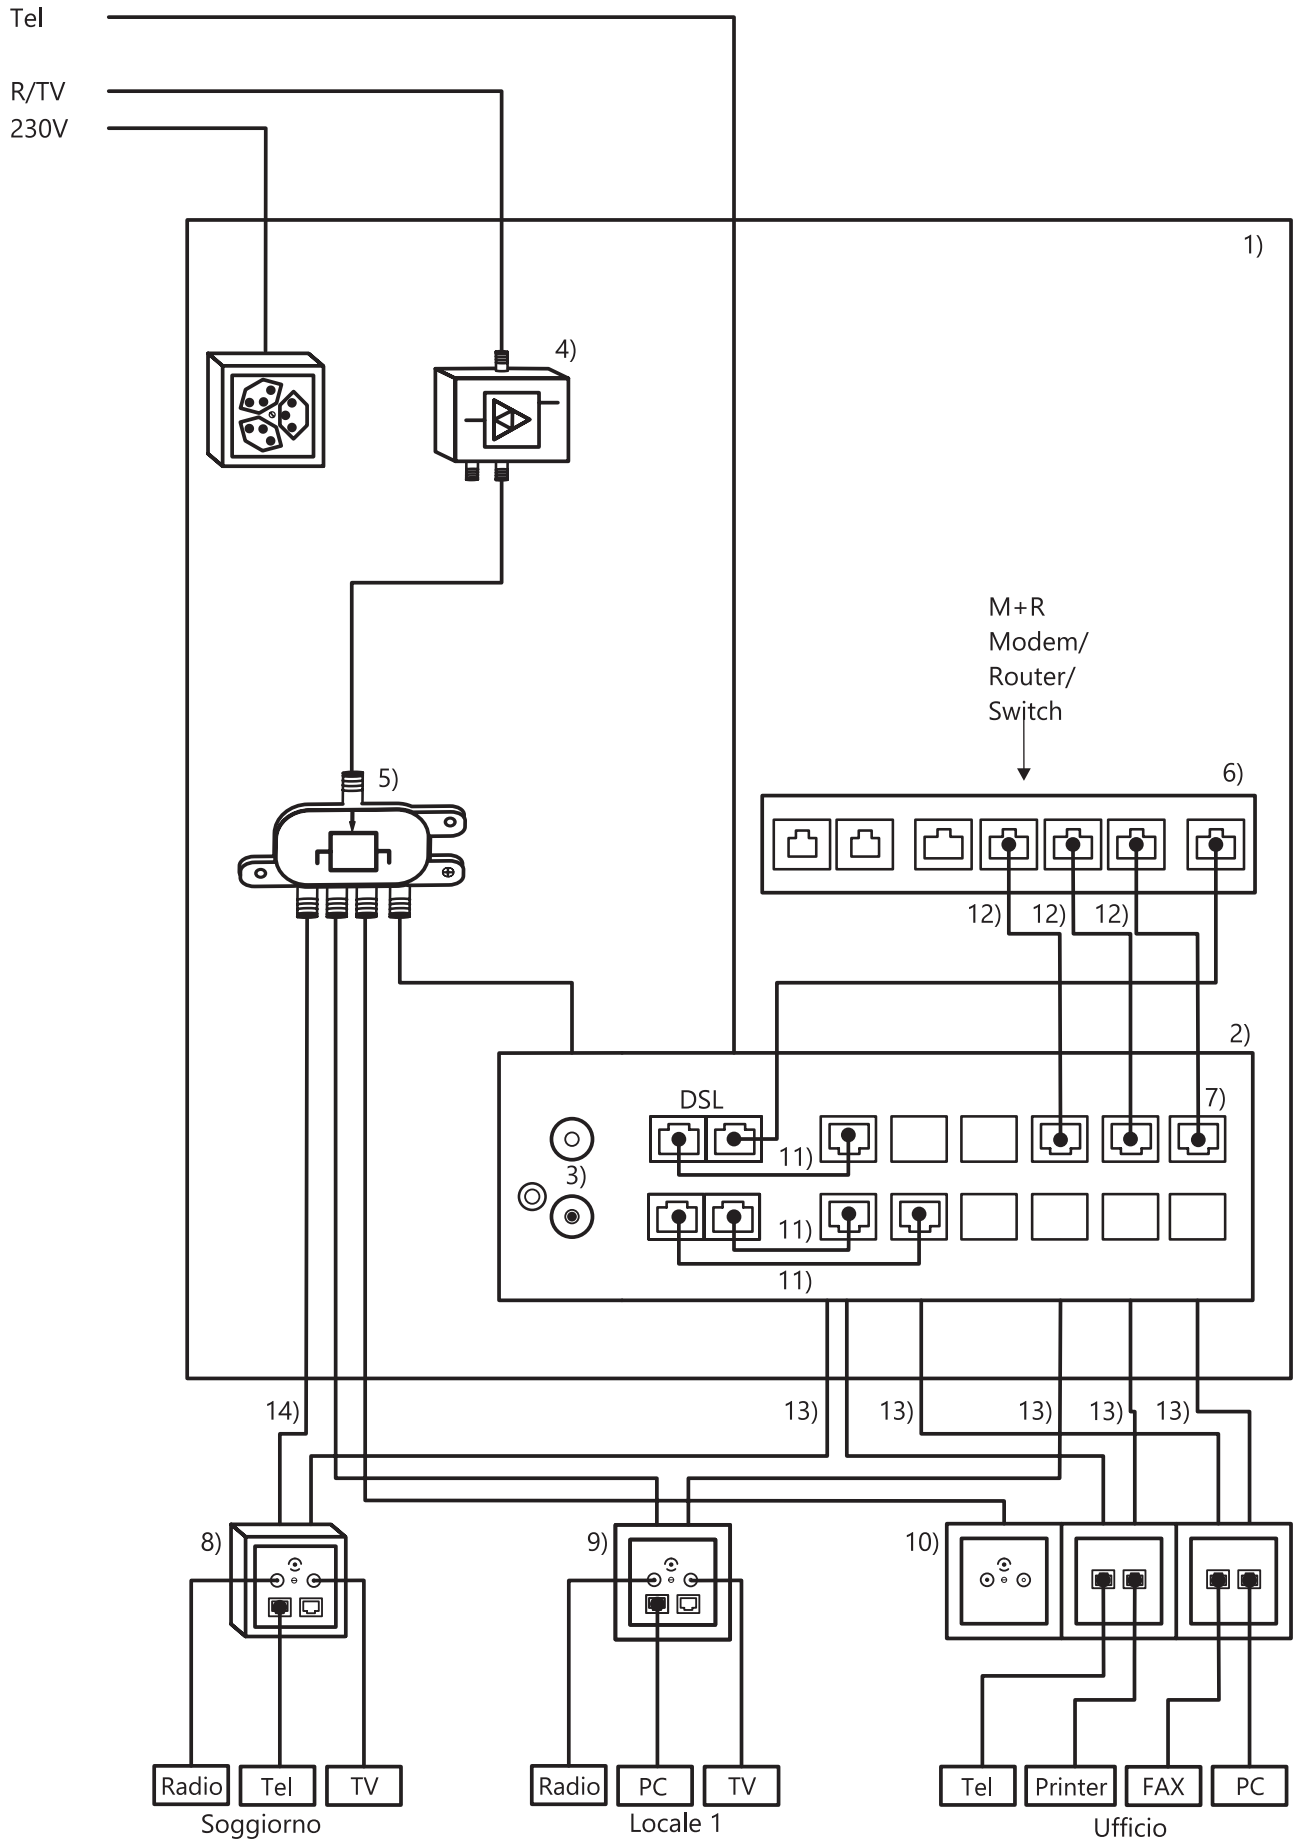 Tel
R/TV
230V
1)
4)
M+R
Modem/
Router/
Switch
5)
6)
12) 12) 12)
2)
DSL
7)
11)
3)
11)
11)
14) 13) 13) 13) 13) 13)
8) 9) 10)
Radio Tel TV Radio PC TV Tel Printer FAX PC
Soggiorno Locale 1 Ufficio